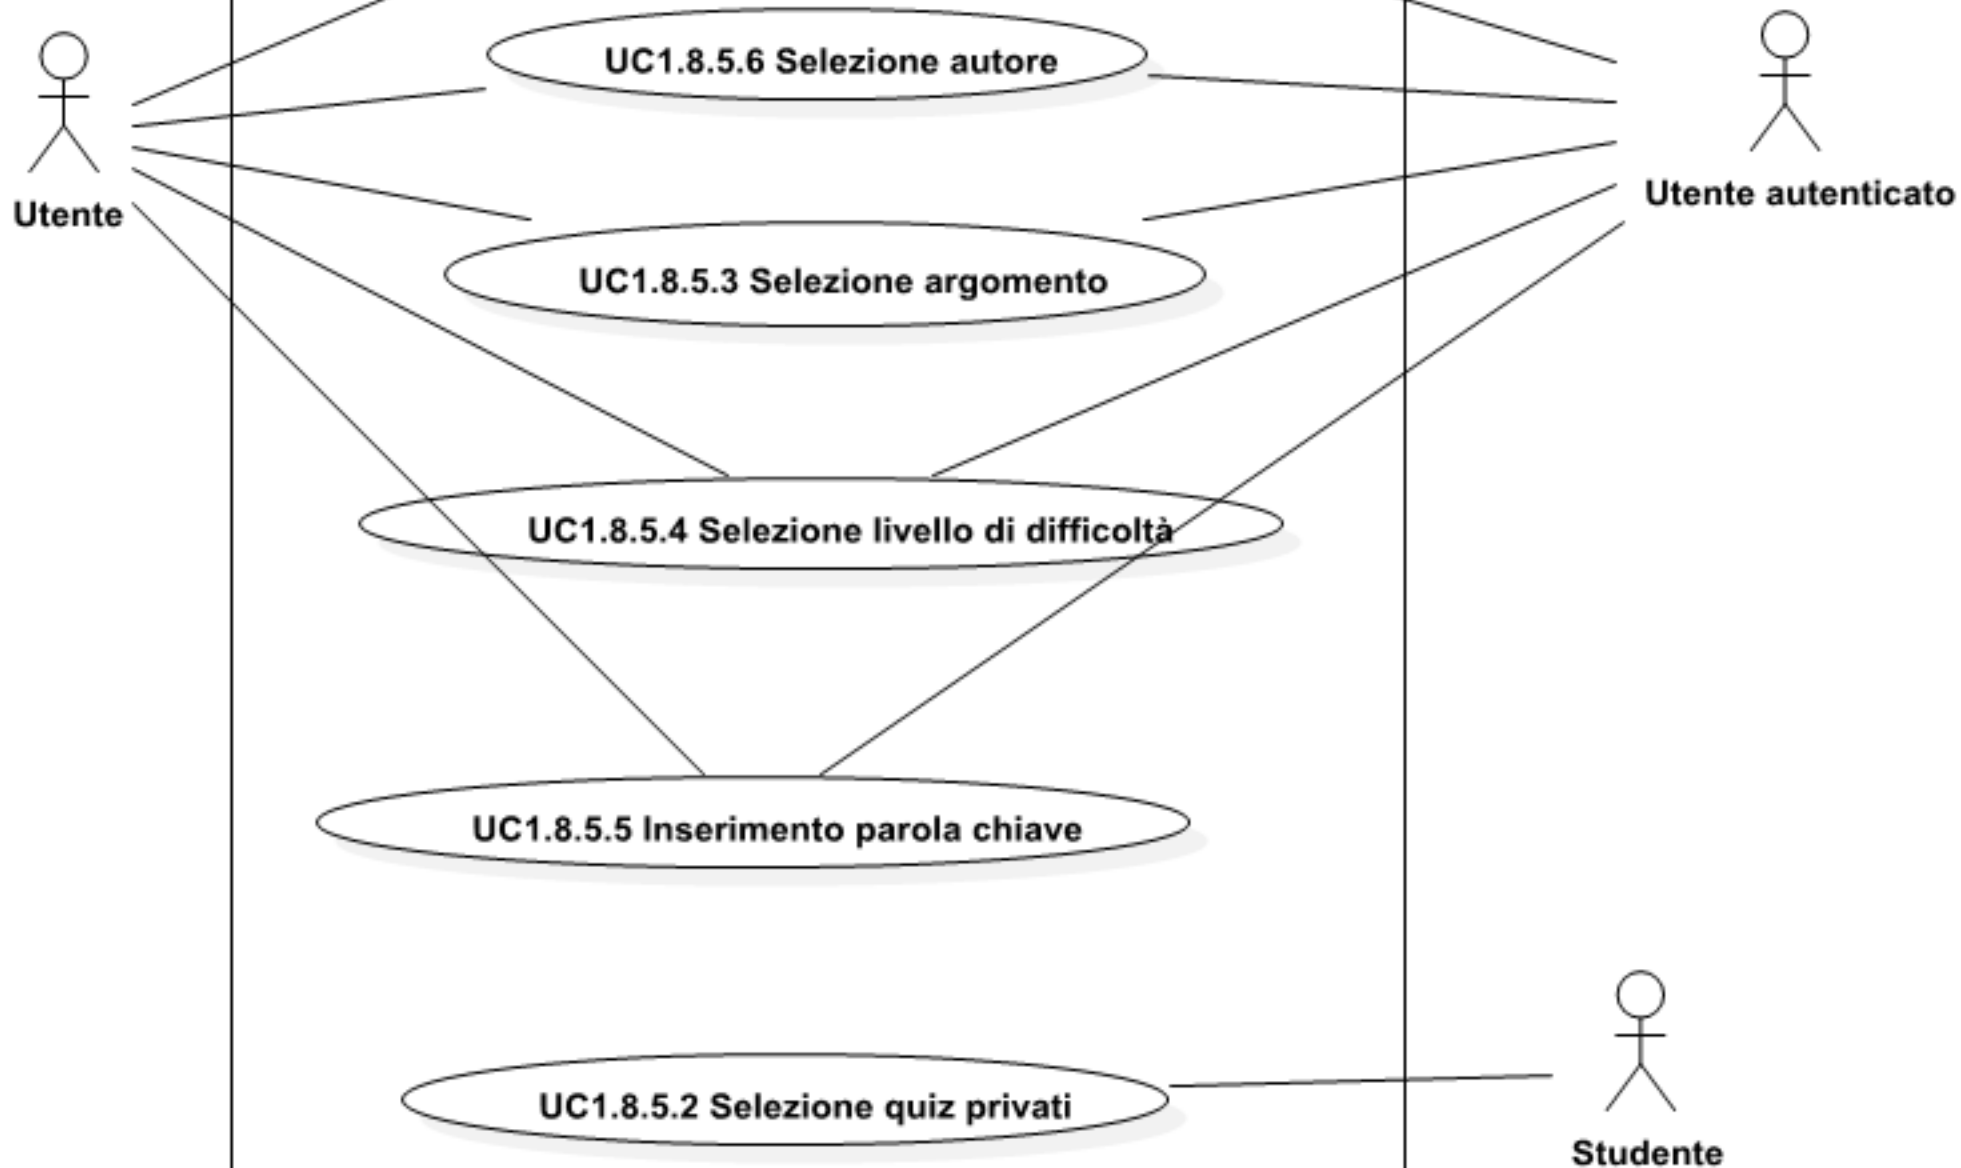 UC1.8.5.6 Selezione autore
Utente
Utente autenticato
UC1.8.5.3 Selezione argomento
UC1.8.5.4 Selezione livello di difficoltà
UC1.8.5.5 Inserimento parola chiave
UC1.8.5.2 Selezione quiz privati
Studente